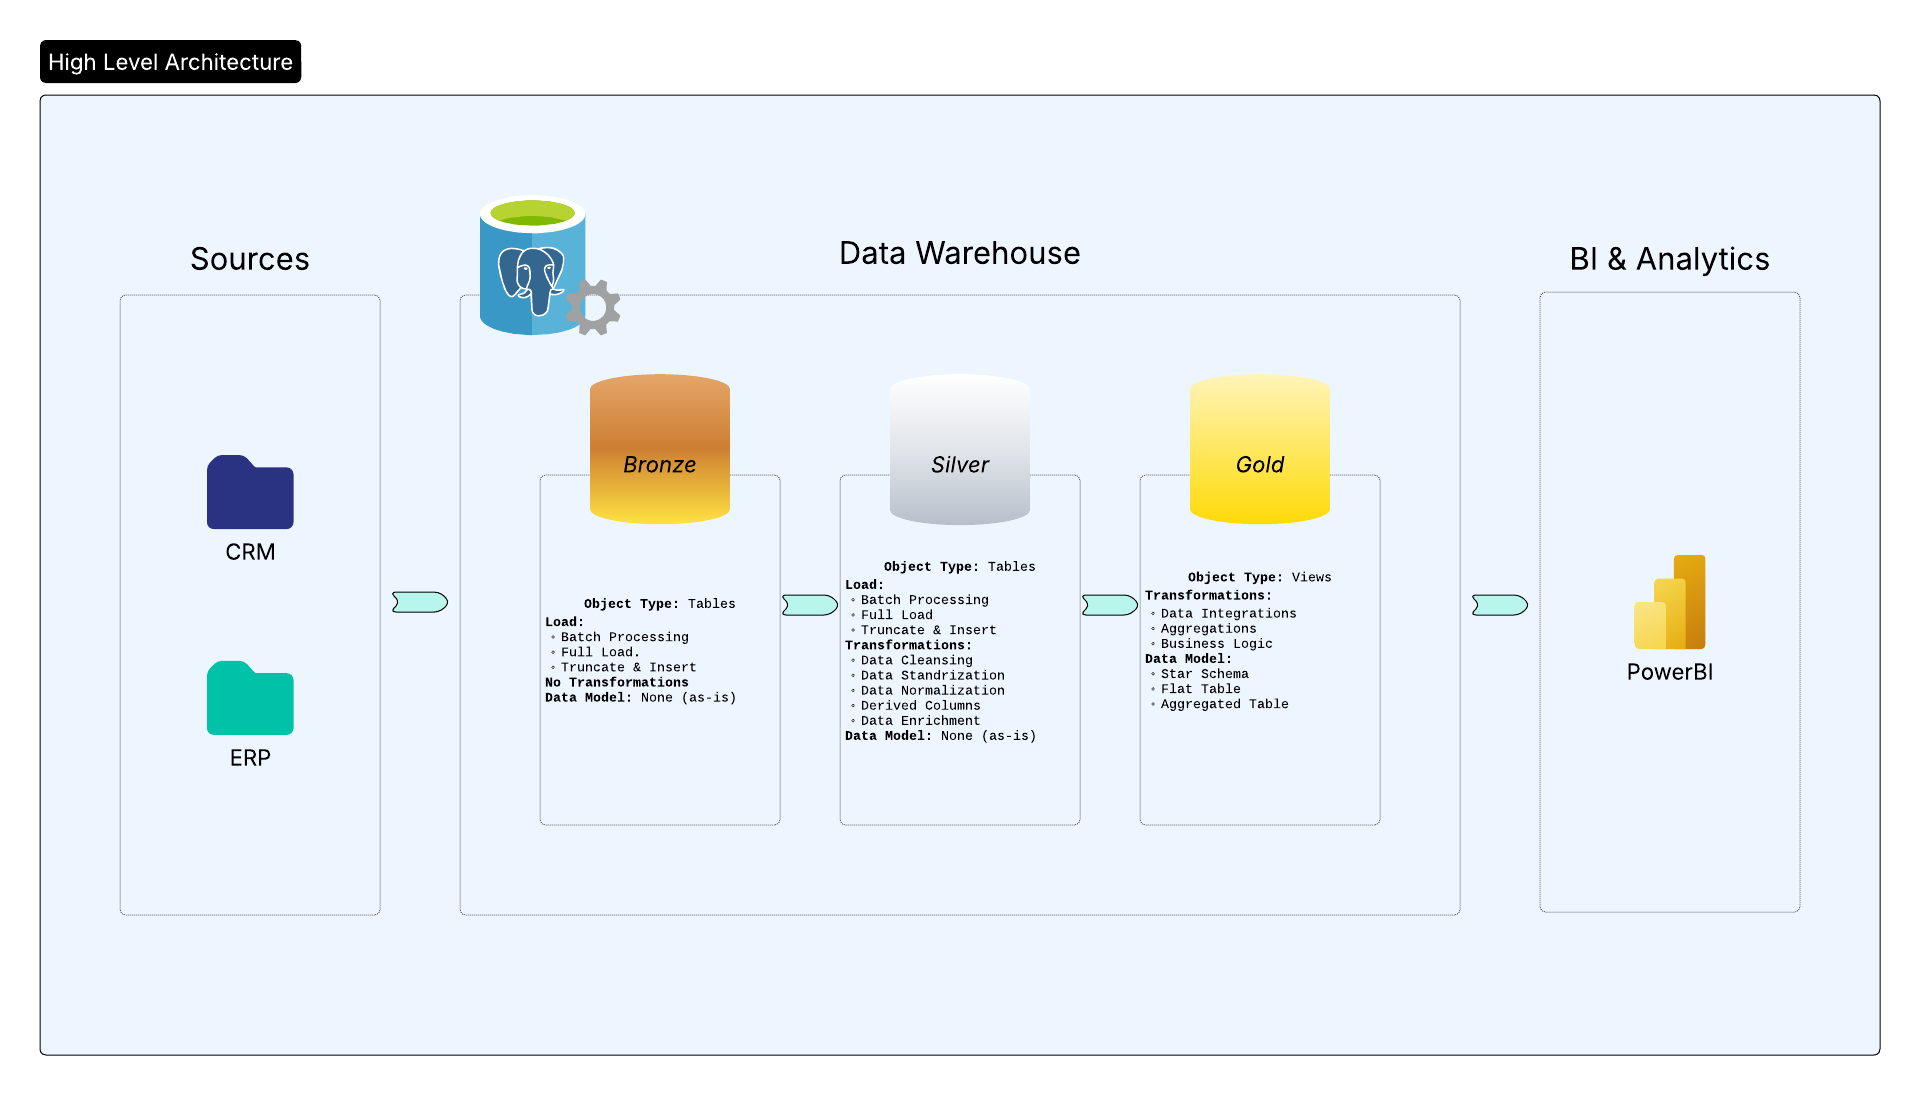 High Level Architecture
Sources
Data Warehouse
BI & Analytics
CRM
ERP
Bronze
Object Type: Tables
Load:
◦ Batch Processing
◦ Full Load.
◦ Truncate & Insert
No Transformations
Data Model: None (as-is)
Silver
Object Type: Tables
Load:
◦ Batch Processing
◦ Full Load
◦ Truncate & Insert
Transformations:
◦ Data Cleansing
◦ Data Standrization
◦ Data Normalization
◦ Derived Columns
◦ Data Enrichment
Data Model: None (as-is)
Gold
Object Type: Views
Transformations:
◦ Data Integrations
◦ Aggregations
◦ Business Logic
Data Model:
◦ Star Schema
◦ Flat Table
◦ Aggregated Table
PowerBI